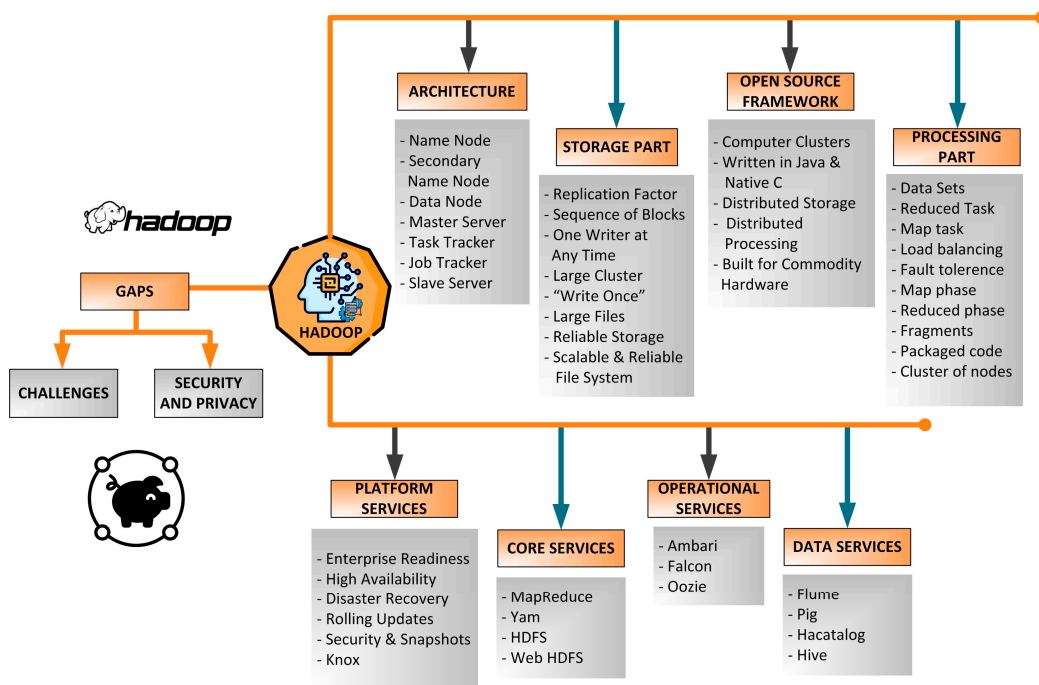 hadoop
GAPS
CHALLENGES
SECURITY
AND PRIVACY
HADOOP
ARCHITECTURE
- Name Node
- Secondary
Name Node
- Data Node
- Master Server
- Task Tracker
- Job Tracker
- Slave Server
STORAGE PART
- Replication Factor
- Sequence of Blocks
- One Writer at
Any Time
- Large Cluster
- “Write Once”
- Large Files
- Reliable Storage
- Scalable & Reliable
File System
OPEN SOURCE
FRAMEWORK
- Computer Clusters
- Written in Java &
Native C
- Distributed Storage
- Distributed
Processing
- Built for Commodity
Hardware
PROCESSING
PART
- Data Sets
- Reduced Task
- Map task
- Load balancing
- Fault tolerence
- Map phase
- Reduced phase
- Fragments
- Packaged code
- Cluster of nodes
PLATFORM
SERVICES
- Enterprise Readiness
- High Availability
- Disaster Recovery
- Rolling Updates
- Security & Snapshots
- Knox
CORE SERVICES
- MapReduce
- Yam
- HDFS
- Web HDFS
OPERATIONAL
SERVICES
- Ambari
- Falcon
- Oozie
DATA SERVICES
- Flume
- Pig
- Hacatalog
- Hive